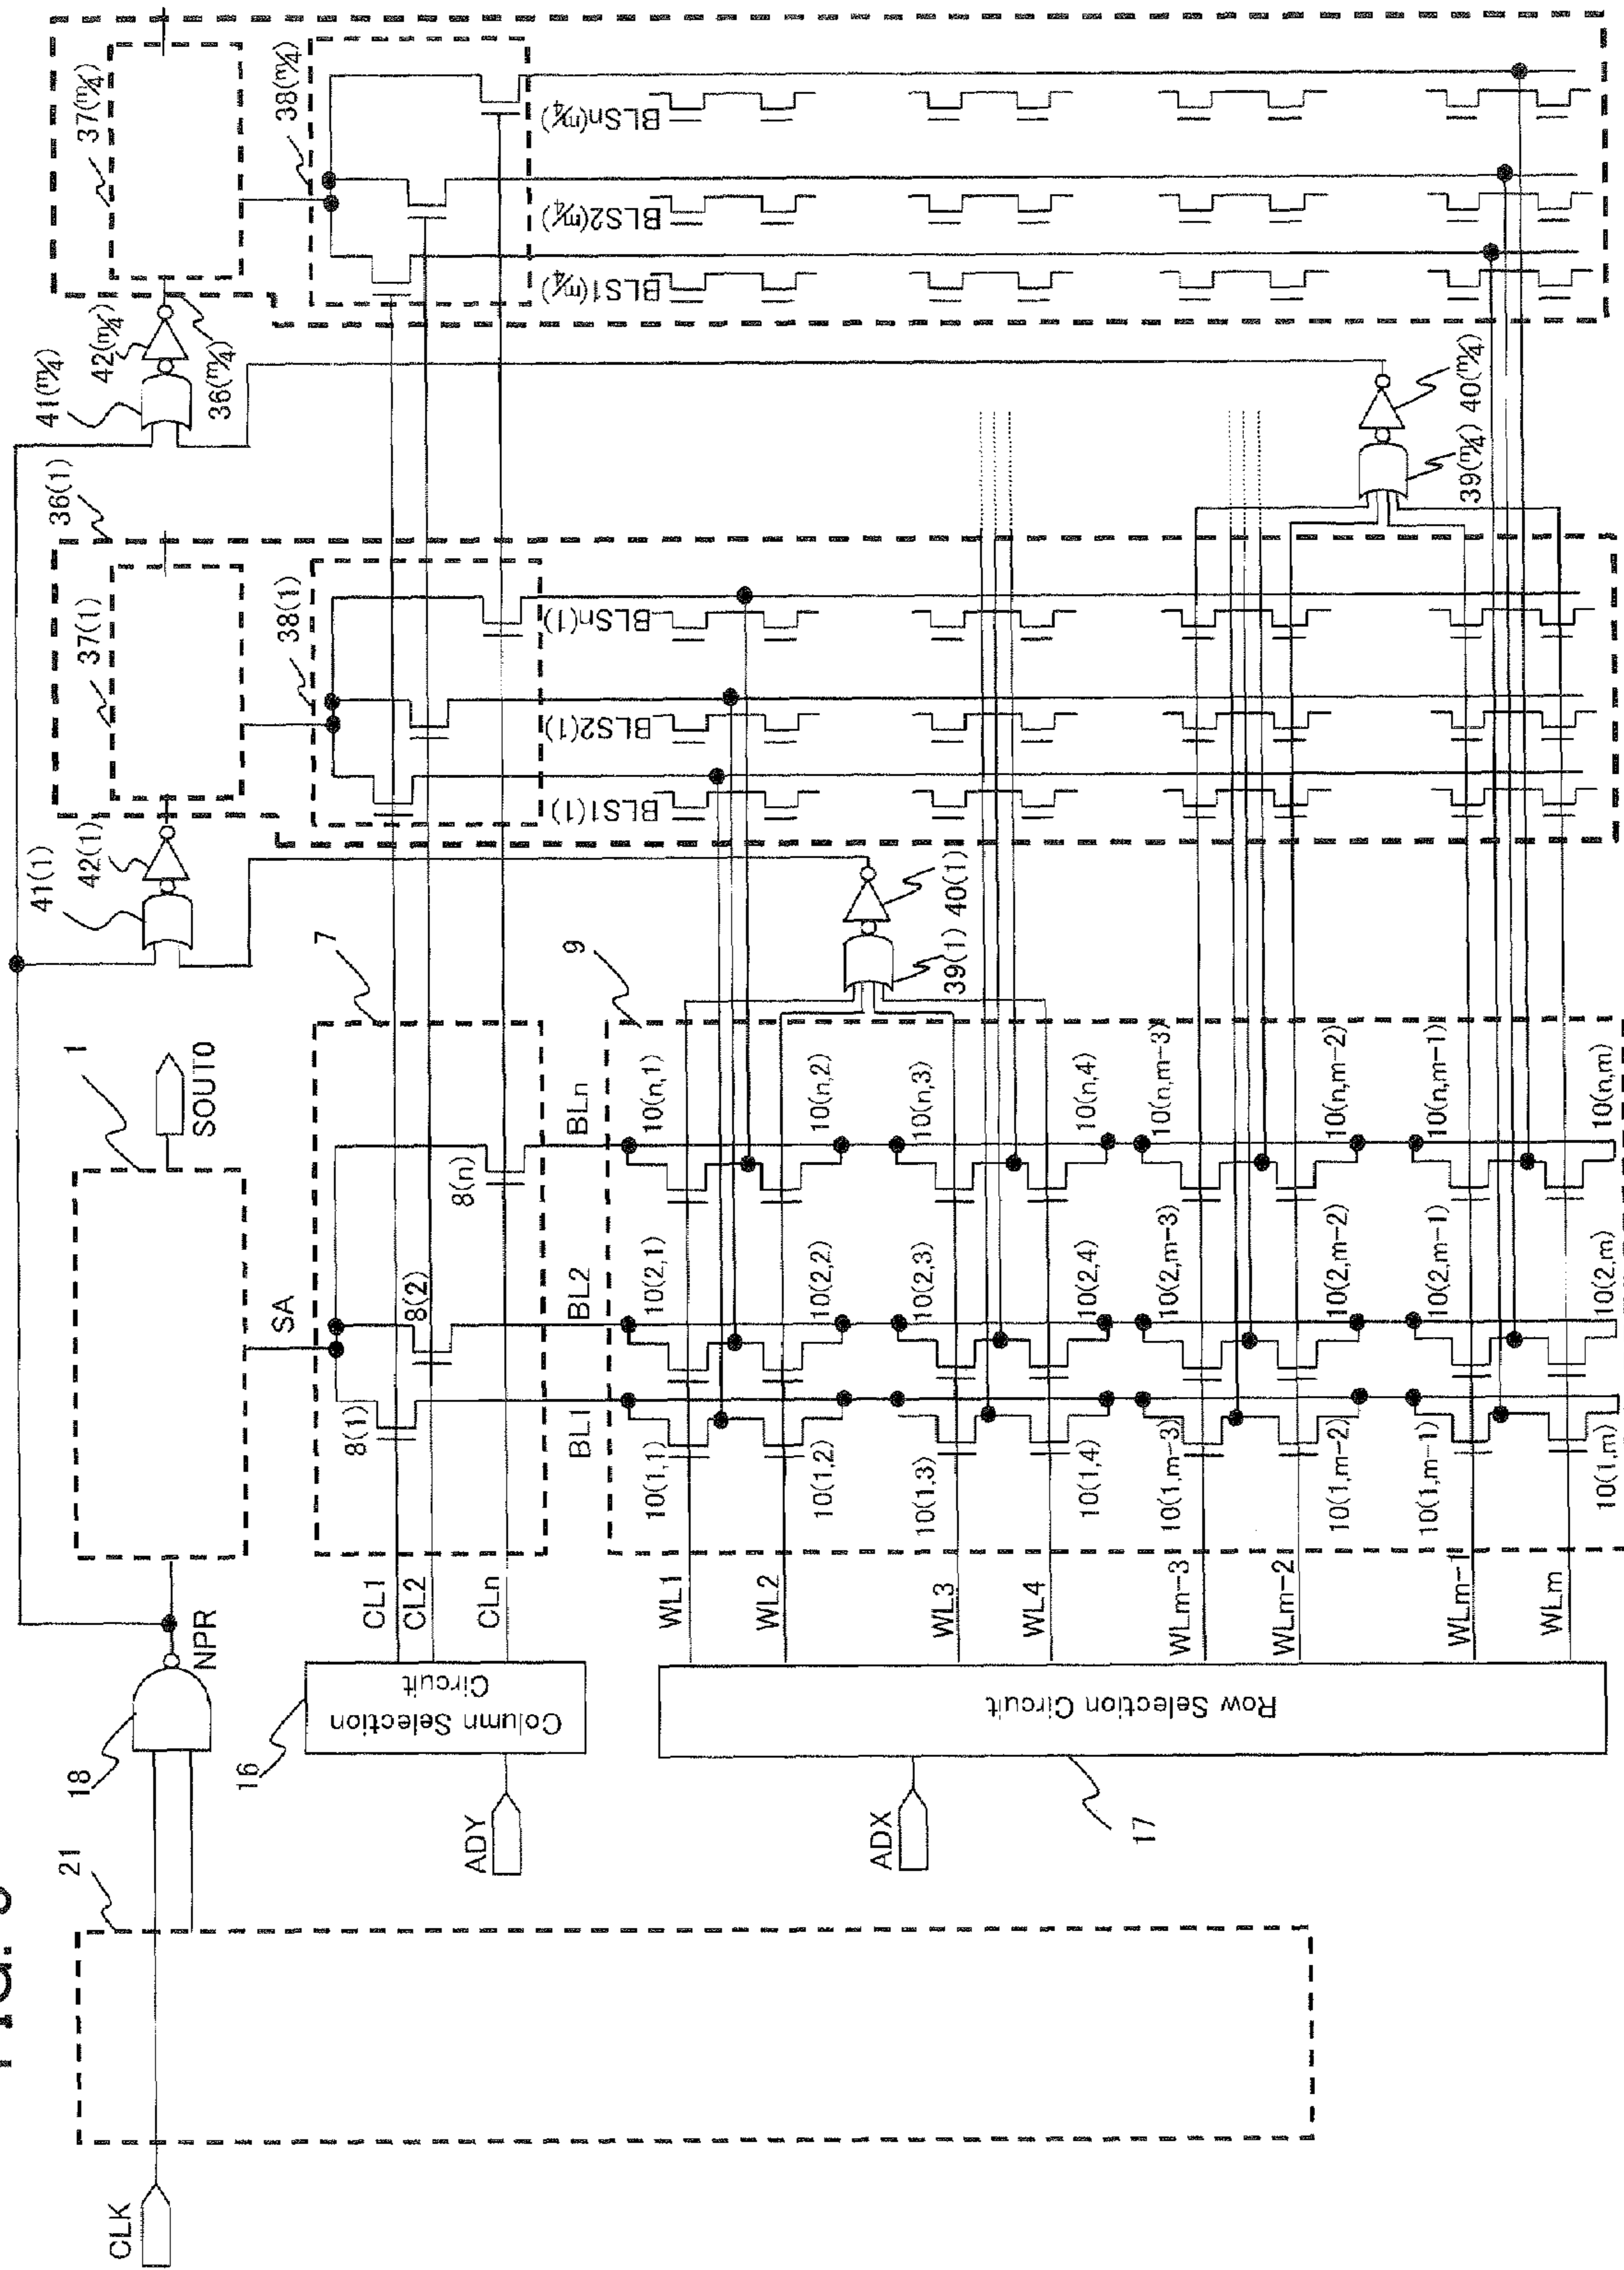 CLK
21
18
NPR
1
SOUT0
SA
16
Column Selection
Circuit
ADY
CL1
CL2
CLn
8(1)
8(2)
8(n)
7
BL1
BL2
BLn
9
ADX
17
Row Selection Circuit
WL1
WL2
WL3
WL4
WLm-3
WLm-2
WLm-1
WLm
10(1,1)
10(2,1)
10(n,1)
10(1,2)
10(2,2)
10(n,2)
10(1,3)
10(2,3)
10(n,3)
10(1,4)
10(2,4)
10(n,4)
10(1,m-3)
10(2,m-3)
10(n,m-3)
10(1,m-2)
10(2,m-2)
10(n,m-2)
10(1,m-1)
10(2,m-1)
10(n,m-1)
10(1,m)
10(2,m)
10(n,m)
39(1)
40(1)
41(1)
42(1)
36(1)
37(1)
38(1)
BLS1(1)
BLS2(1)
BLSn(1)
39(m/4)
40(m/4)
41(m/4)
42(m/4)
36(m/4)
37(m/4)
38(m/4)
BLS1(m/4)
BLS2(m/4)
BLSn(m/4)